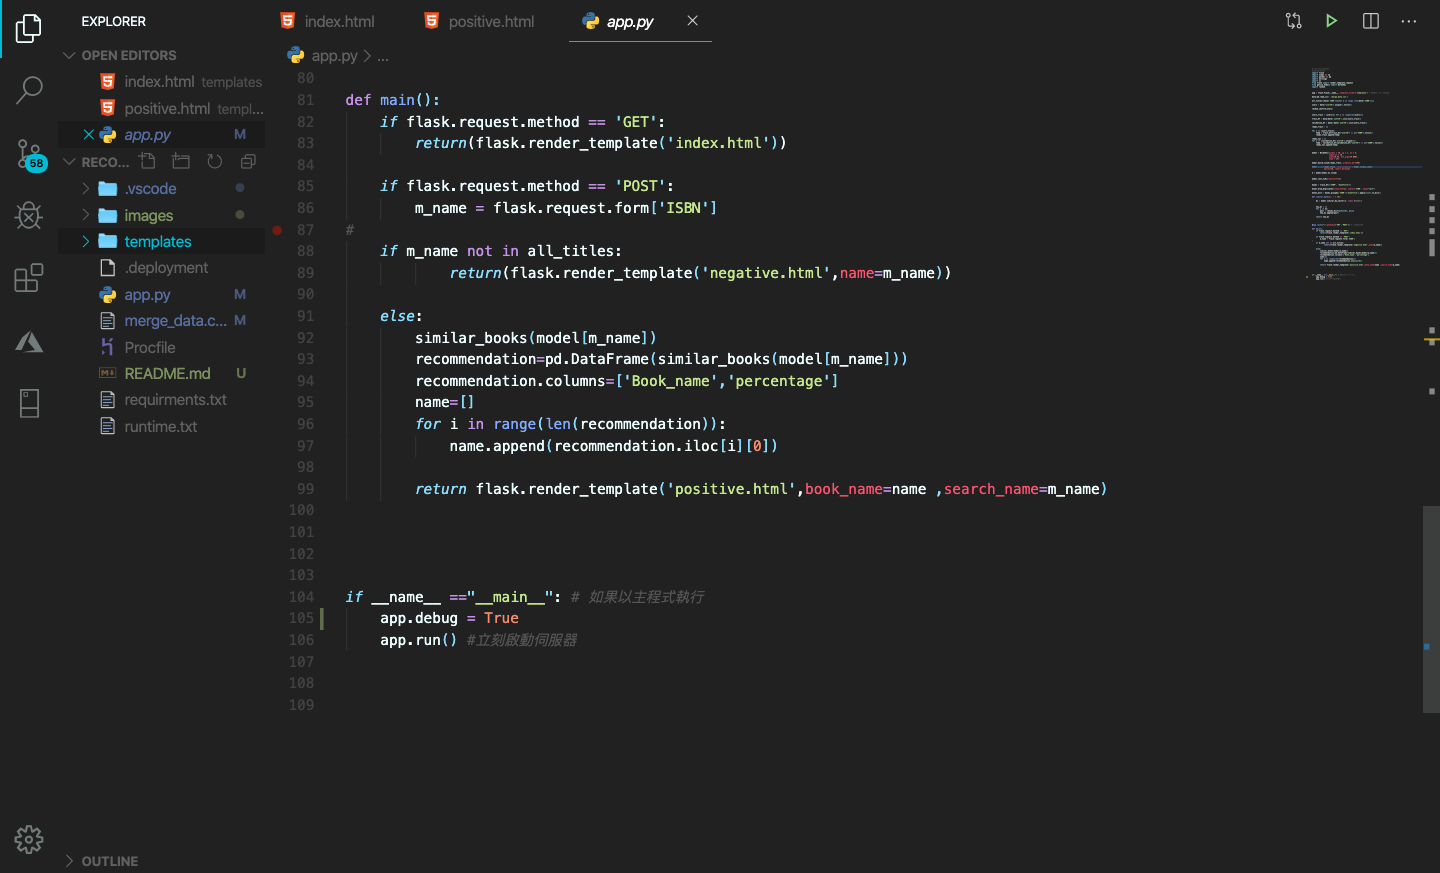 EXPLORER
index.html
positive.html
app.py
OPEN EDITORS
index.html templates
positive.html templ...
app.py M
58
RECO...
.vscode
images
templates
.deployment
app.py M
merge_data.c... M
Procfile
README.md U
requirments.txt
runtime.txt
OUTLINE
app.py > ...
80
81 def main():
82 if flask.request.method == 'GET':
83 return(flask.render_template('index.html'))
84
85 if flask.request.method == 'POST':
86 m_name = flask.request.form['ISBN']
87 #
88 if m_name not in all_titles:
89 return(flask.render_template('negative.html',name=m_name))
90
91 else:
92 similar_books(model[m_name])
93 recommendation=pd.DataFrame(similar_books(model[m_name]))
94 recommendation.columns=['Book_name','percentage']
95 name=[]
96 for i in range(len(recommendation)):
97 name.append(recommendation.iloc[i][0])
98
99 return flask.render_template('positive.html',book_name=name ,search_name=m_name)
100
101
102
103
104 if __name__ =="__main__": # 如果以主程式執行
105 app.debug = True
106 app.run() #立刻啟動伺服器
107
108
109